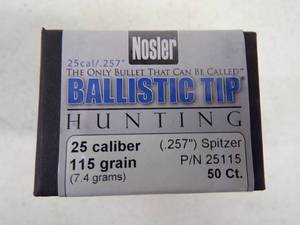 Nosler
25cal/.257"
THE ONLY BULLET THAT CAN BE CALLED™
BALLISTIC TIP®
HUNTING
25 caliber (.257") Spitzer
115 grain P/N 25115
(7.4 grams) 50 Ct.